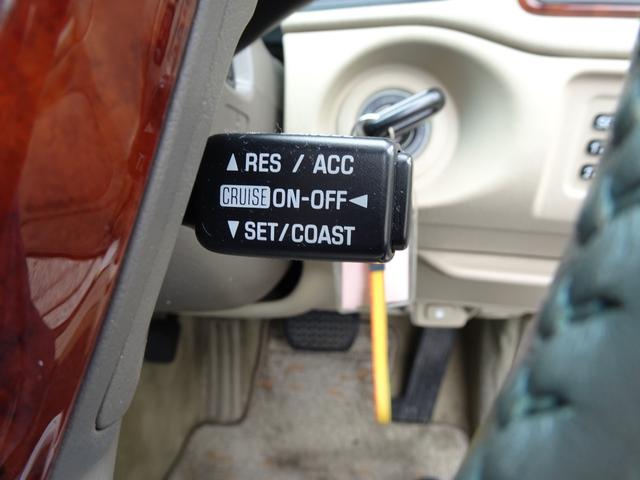 ▲RES / ACC
CRUISE ON-OFF◄
▼SET/COAST